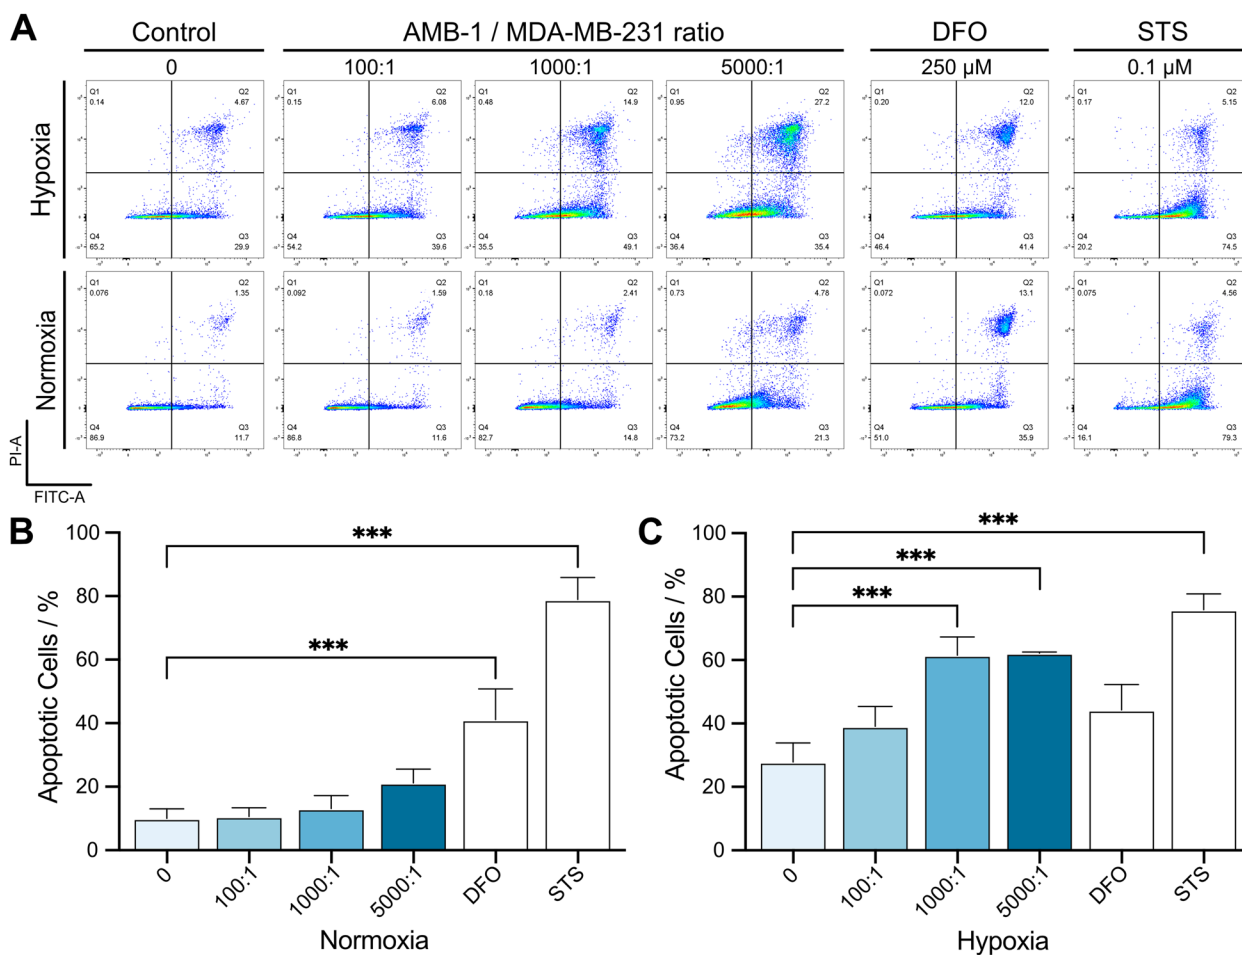 A
Control
AMB-1 / MDA-MB-231 ratio
DFO
STS
0
100:1
1000:1
5000:1
250 µM
0.1 µM
Hypoxia
Q1
0.14
Q2
4.67
Q4
65.2
Q3
29.9
Q1
0.15
Q2
6.08
Q4
54.2
Q3
39.6
Q1
0.48
Q2
14.9
Q4
35.5
Q3
49.1
Q1
0.95
Q2
27.2
Q4
36.4
Q3
35.4
Q1
0.20
Q2
12.0
Q4
46.4
Q3
41.4
Q1
0.17
Q2
5.15
Q4
20.2
Q3
74.5
Normoxia
Q1
0.076
Q2
1.35
Q4
86.9
Q3
11.7
Q1
0.092
Q2
1.59
Q4
86.8
Q3
11.6
Q1
0.18
Q2
2.41
Q4
82.7
Q3
14.8
Q1
0.73
Q2
4.78
Q4
73.2
Q3
21.3
Q1
0.072
Q2
13.1
Q4
51.0
Q3
35.9
Q1
0.075
Q2
4.56
Q4
16.1
Q3
79.3
PI-A
FITC-A
B
Apoptotic Cells / %
100
80
60
40
20
0
***
***
0
100:1
1000:1
5000:1
DFO
STS
Normoxia
C
Apoptotic Cells / %
100
80
60
40
20
0
***
***
***
0
100:1
1000:1
5000:1
DFO
STS
Hypoxia